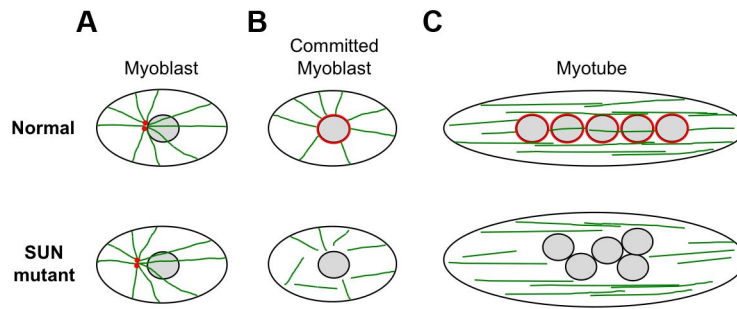 A
B
C
Myoblast
Committed
Myoblast
Myotube
Normal
SUN
mutant